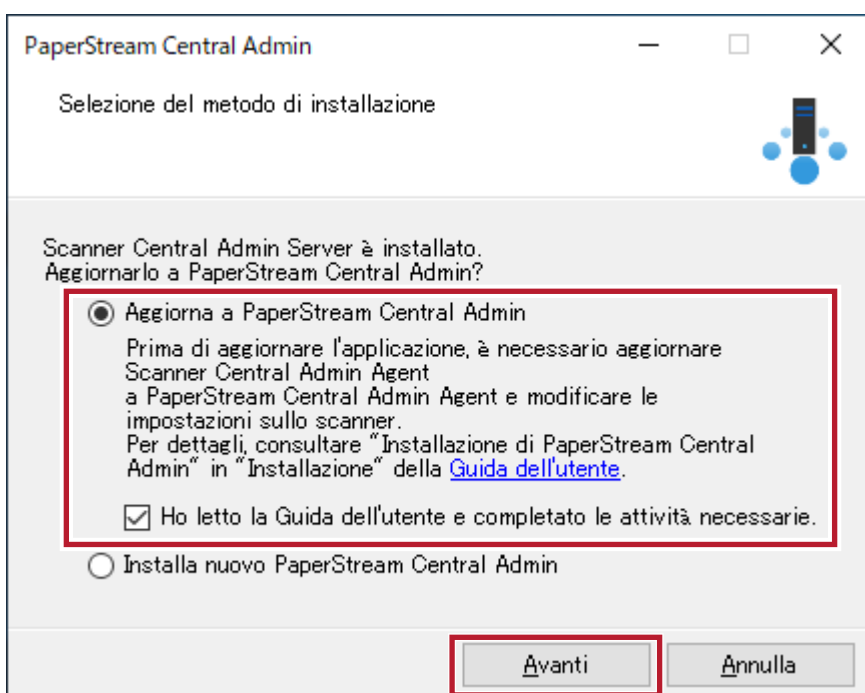 PaperStream Central Admin
Selezione del metodo di installazione
Scanner Central Admin Server è installato.
Aggiornarlo a PaperStream Central Admin?
Aggiorna a PaperStream Central Admin
Prima di aggiornare l'applicazione, è necessario aggiornare
Scanner Central Admin Agent
a PaperStream Central Admin Agent e modificare le
impostazioni sullo scanner.
Per dettagli, consultare "Installazione di PaperStream Central
Admin" in "Installazione" della Guida dell'utente.
Ho letto la Guida dell'utente e completato le attività necessarie.
Installa nuovo PaperStream Central Admin
Avanti
Annulla